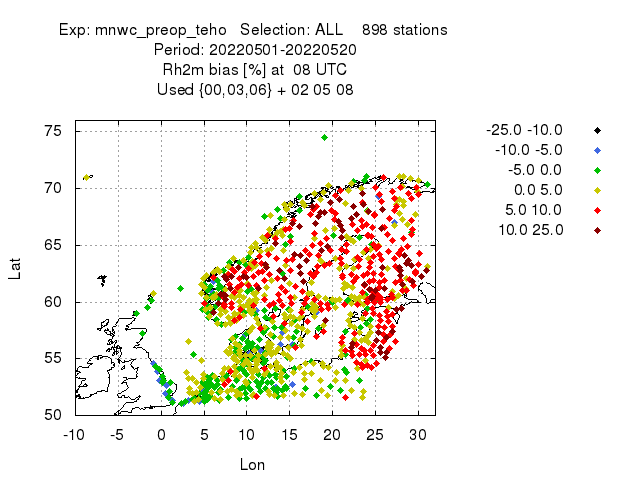 Exp: mnwc_preop_teho   Selection: ALL    898 stations
Period: 20220501-20220520
Rh2m bias [%] at  08 UTC
Used {00,03,06} + 02 05 08
-25.0 -10.0
-10.0 -5.0
-5.0 0.0
0.0 5.0
5.0 10.0
10.0 25.0
75
70
65
60
55
50
Lat
-10 -5 0 5 10 15 20 25 30
Lon